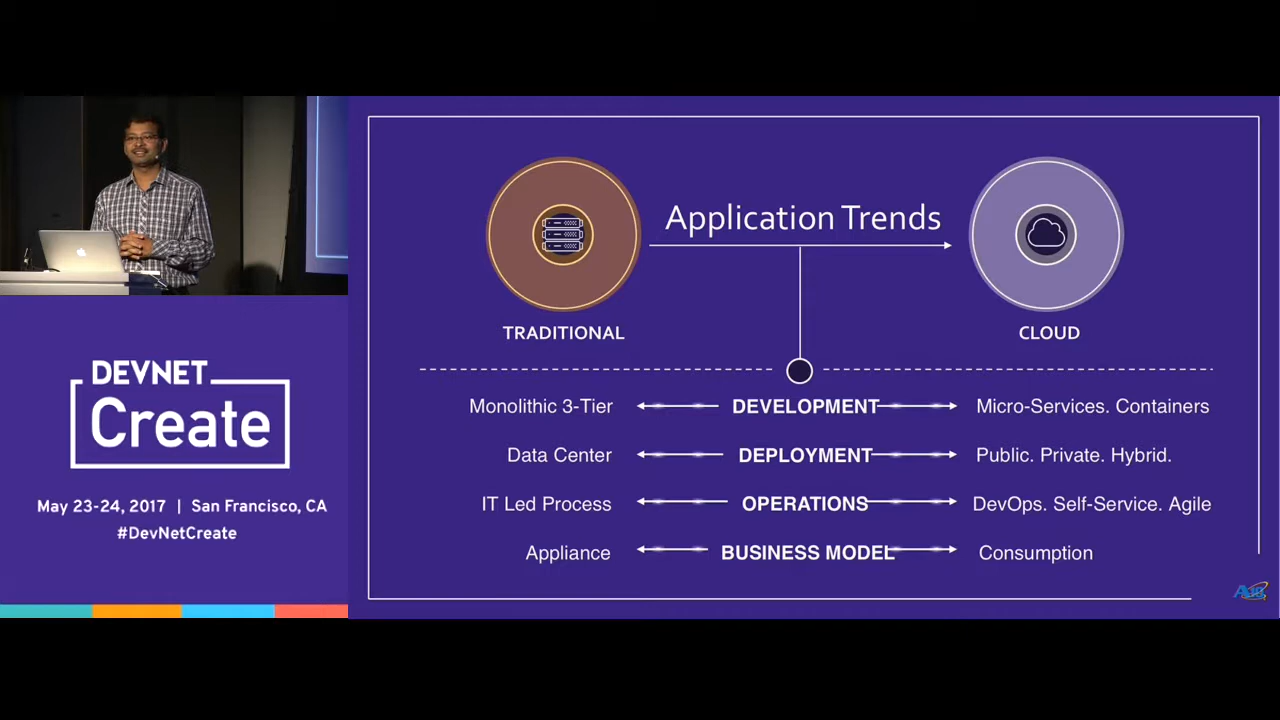 DEVNET
Create
May 23-24, 2017 | San Francisco, CA
#DevNetCreate
Application Trends
TRADITIONAL
CLOUD
Monolithic 3-Tier DEVELOPMENT Micro-Services. Containers
Data Center DEPLOYMENT Public. Private. Hybrid.
IT Led Process OPERATIONS DevOps. Self-Service. Agile
Appliance BUSINESS MODEL Consumption
A10